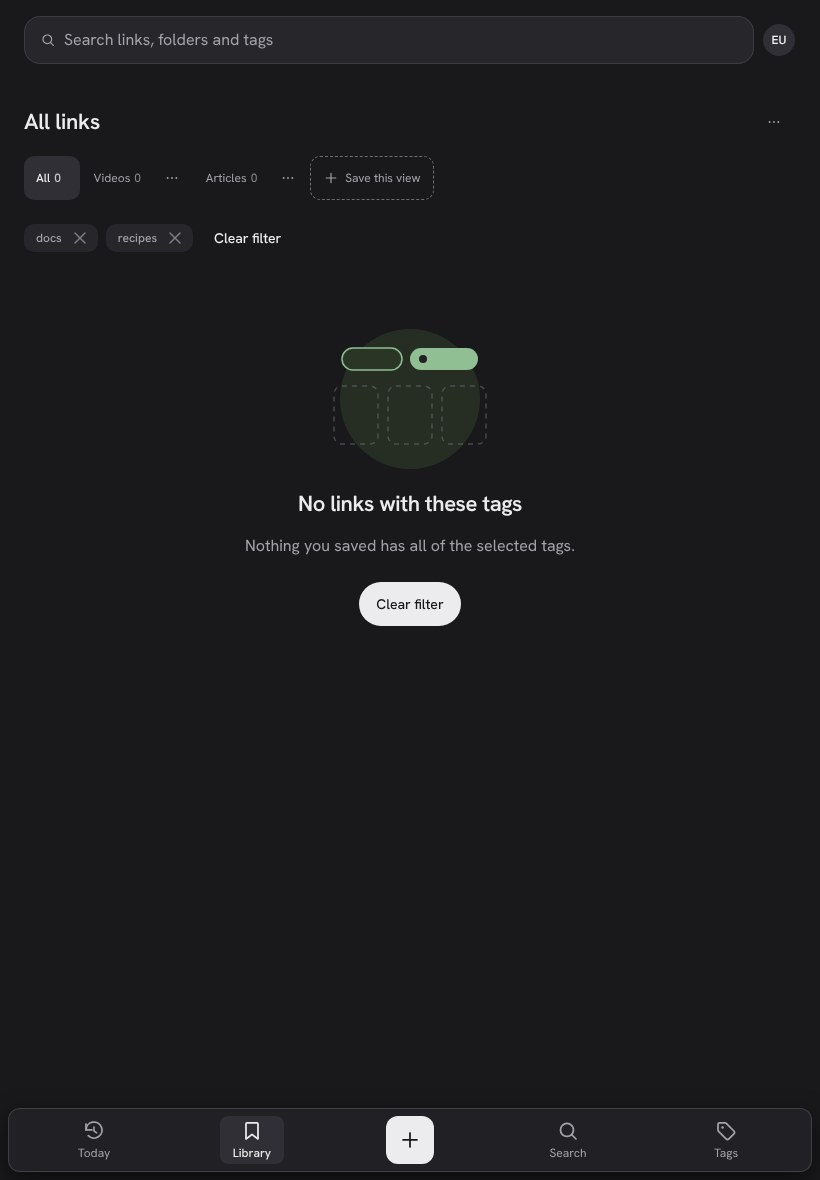 Search links, folders and tags
EU
All links
All 0 Videos 0 Articles 0 Save this view
docs recipes Clear filter
No links with these tags
Nothing you saved has all of the selected tags.
Clear filter
Today Library Search Tags